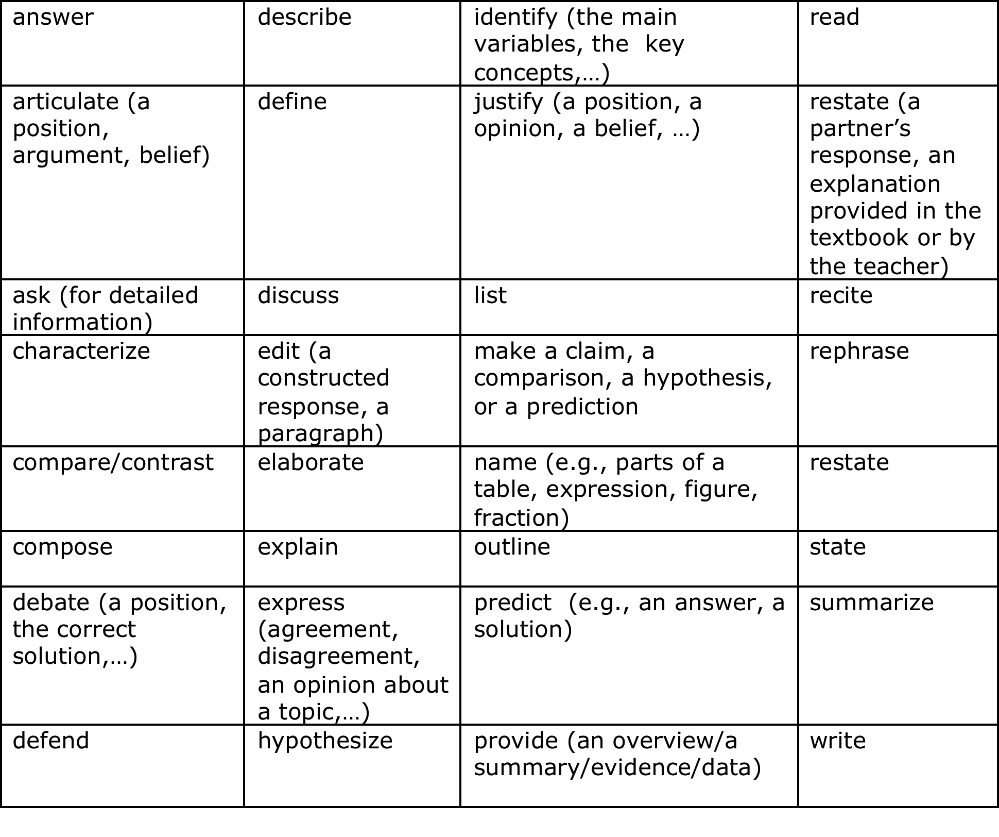 answer
describe
identify (the main
variables, the  key
concepts,…)
read
articulate (a
position,
argument, belief)
define
justify (a position, a
opinion, a belief, …)
restate (a
partner’s
response, an
explanation
provided in the
textbook or by
the teacher)
ask (for detailed
information)
discuss
list
recite
characterize
edit (a
constructed
response, a
paragraph)
make a claim, a
comparison, a hypothesis,
or a prediction
rephrase
compare/contrast
elaborate
name (e.g., parts of a
table, expression, figure,
fraction)
restate
compose
explain
outline
state
debate (a position,
the correct
solution,…)
express
(agreement,
disagreement,
an opinion about
a topic,…)
predict  (e.g., an answer, a
solution)
summarize
defend
hypothesize
provide (an overview/a
summary/evidence/data)
write